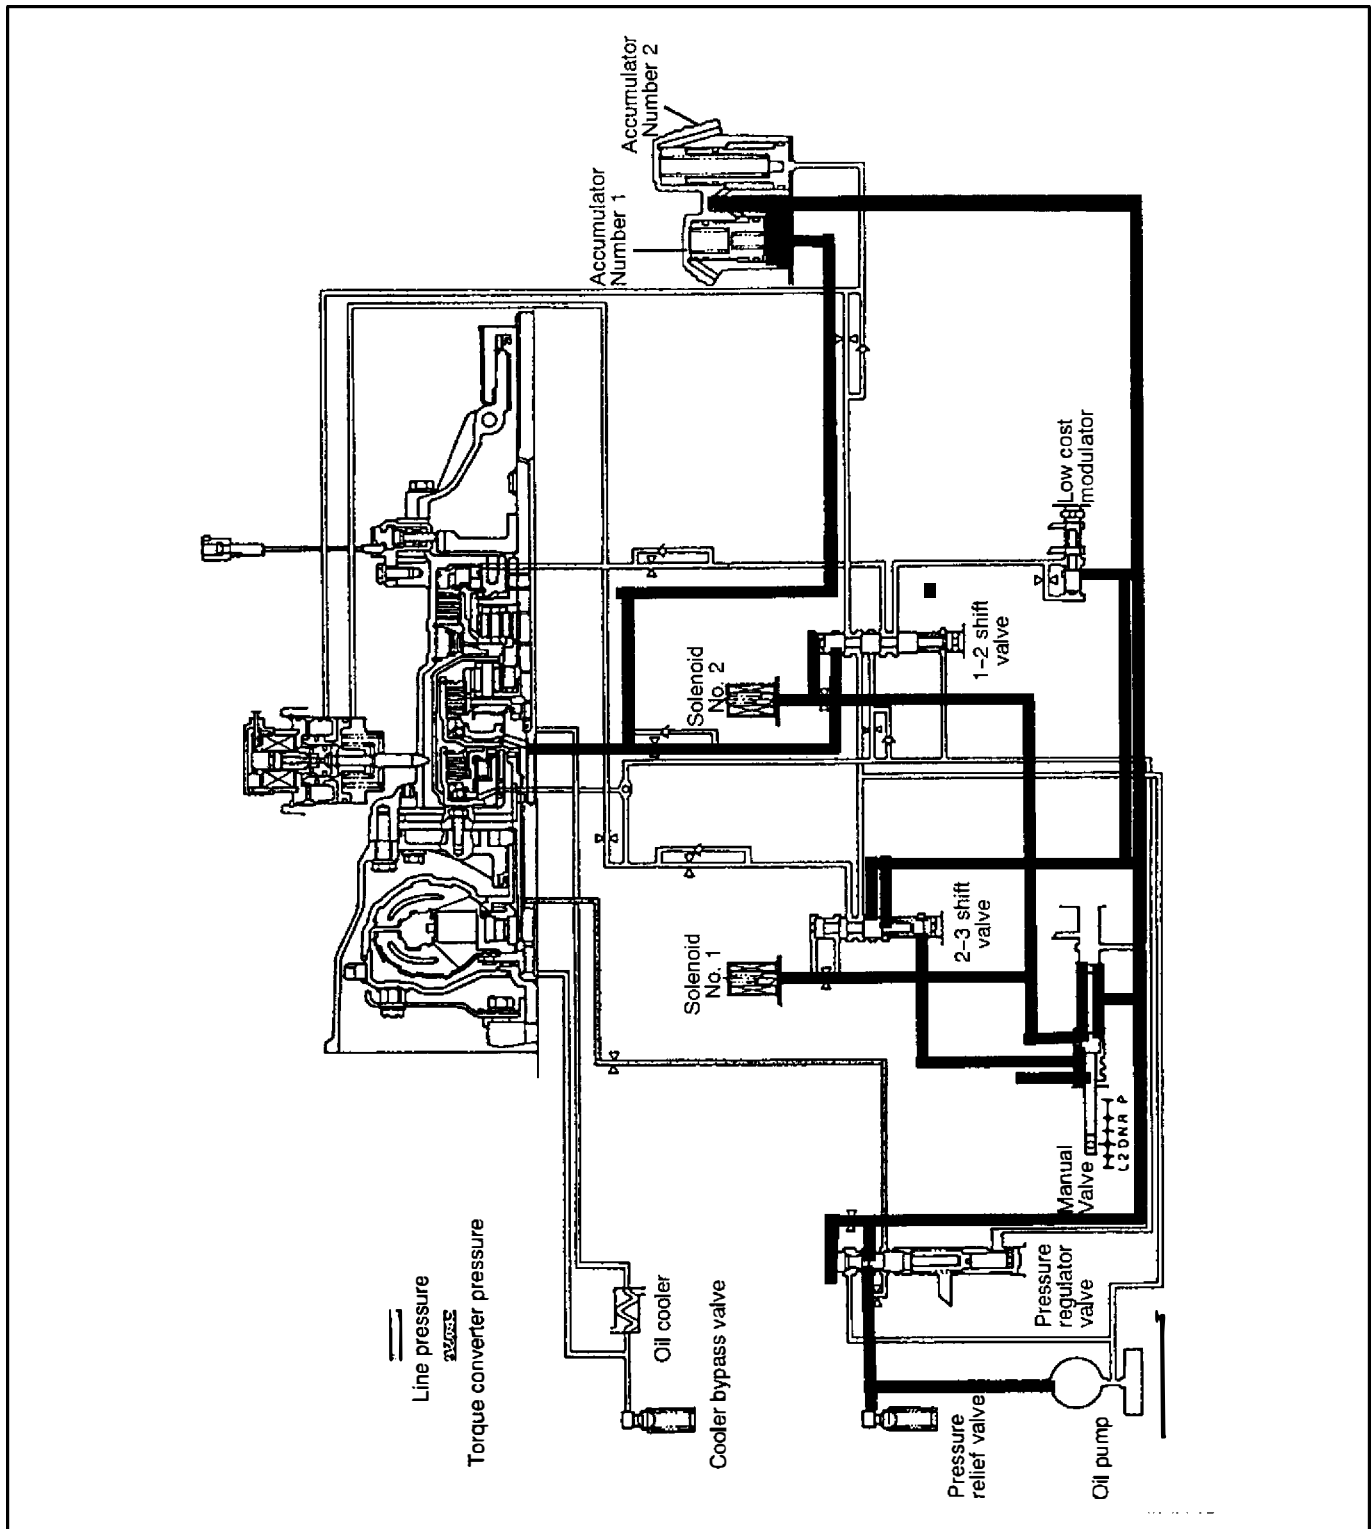 Line pressure
Torque converter pressure
Oil cooler
Cooler bypass valve
Pressure
relief valve
Oil pump
Pressure
regulator
valve
Manual
Valve
L 2 D N R P
Solenoid
No. 1
2–3 shift
valve
Solenoid
No. 2
1–2 shift
valve
Low cost
modulator
Accumulator
Number 1
Accumulator
Number 2